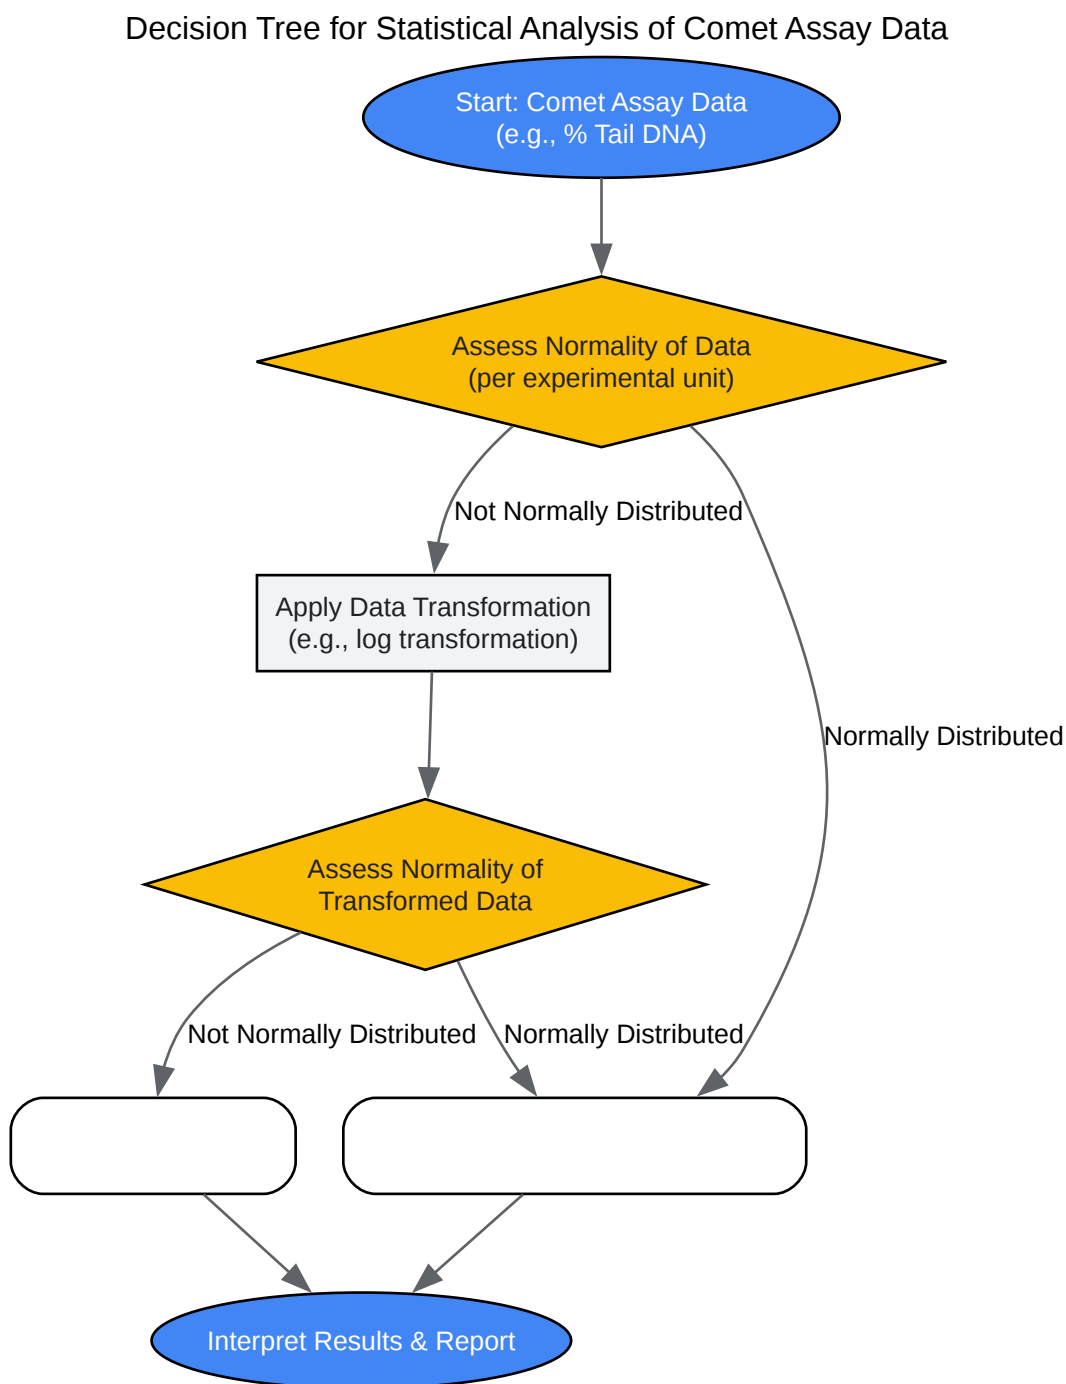 Decision Tree for Statistical Analysis of Comet Assay Data
Start: Comet Assay Data
(e.g., % Tail DNA)
Assess Normality of Data
(per experimental unit)
Not Normally Distributed
Apply Data Transformation
(e.g., log transformation)
Normally Distributed
Assess Normality of
Transformed Data
Not Normally Distributed
Normally Distributed
Interpret Results & Report